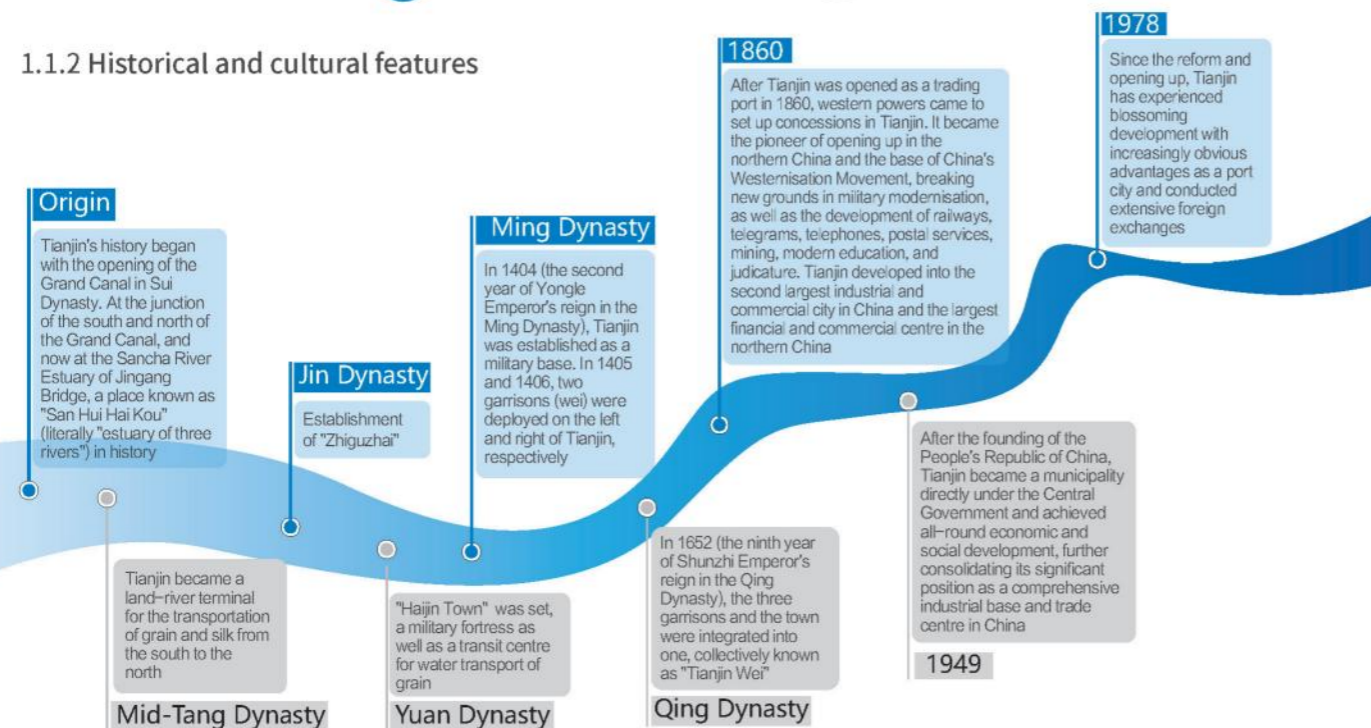 1.1.2 Historical and cultural features
Origin
Tianjin's history began
with the opening of the
Grand Canal in Sui
Dynasty. At the junction
of the south and north of
the Grand Canal, and
now at the Sancha River
Estuary of Jingang
Bridge, a place known as
"San Hui Hai Kou"
(literally "estuary of three
rivers") in history
Tianjin became a
land-river terminal
for the transportation
of grain and silk from
the south to the
north
Mid-Tang Dynasty
Jin Dynasty
Establishment
of "Zhiguzhai"
"Haijin Town" was set,
a military fortress as
well as a transit centre
for water transport of
grain
Yuan Dynasty
Ming Dynasty
In 1404 (the second
year of Yongle
Emperor's reign in the
Ming Dynasty), Tianjin
was established as a
military base. In 1405
and 1406, two
garrisons (wei) were
deployed on the left
and right of Tianjin,
respectively
In 1652 (the ninth year
of Shunzhi Emperor's
reign in the Qing
Dynasty), the three
garrisons and the town
were integrated into
one, collectively known
as "Tianjin Wei"
Qing Dynasty
1860
After Tianjin was opened as a trading
port in 1860, western powers came to
set up concessions in Tianjin. It became
the pioneer of opening up in the
northern China and the base of China's
Westernisation Movement, breaking
new grounds in military modernisation,
as well as the development of railways,
telegrams, telephones, postal services,
mining, modern education, and
judicature. Tianjin developed into the
second largest industrial and
commercial city in China and the largest
financial and commercial centre in the
northern China
After the founding of the
People's Republic of China,
Tianjin became a municipality
directly under the Central
Government and achieved
all-round economic and
social development, further
consolidating its significant
position as a comprehensive
industrial base and trade
centre in China
1949
1978
Since the reform and
opening up, Tianjin
has experienced
blossoming
development with
increasingly obvious
advantages as a port
city and conducted
extensive foreign
exchanges